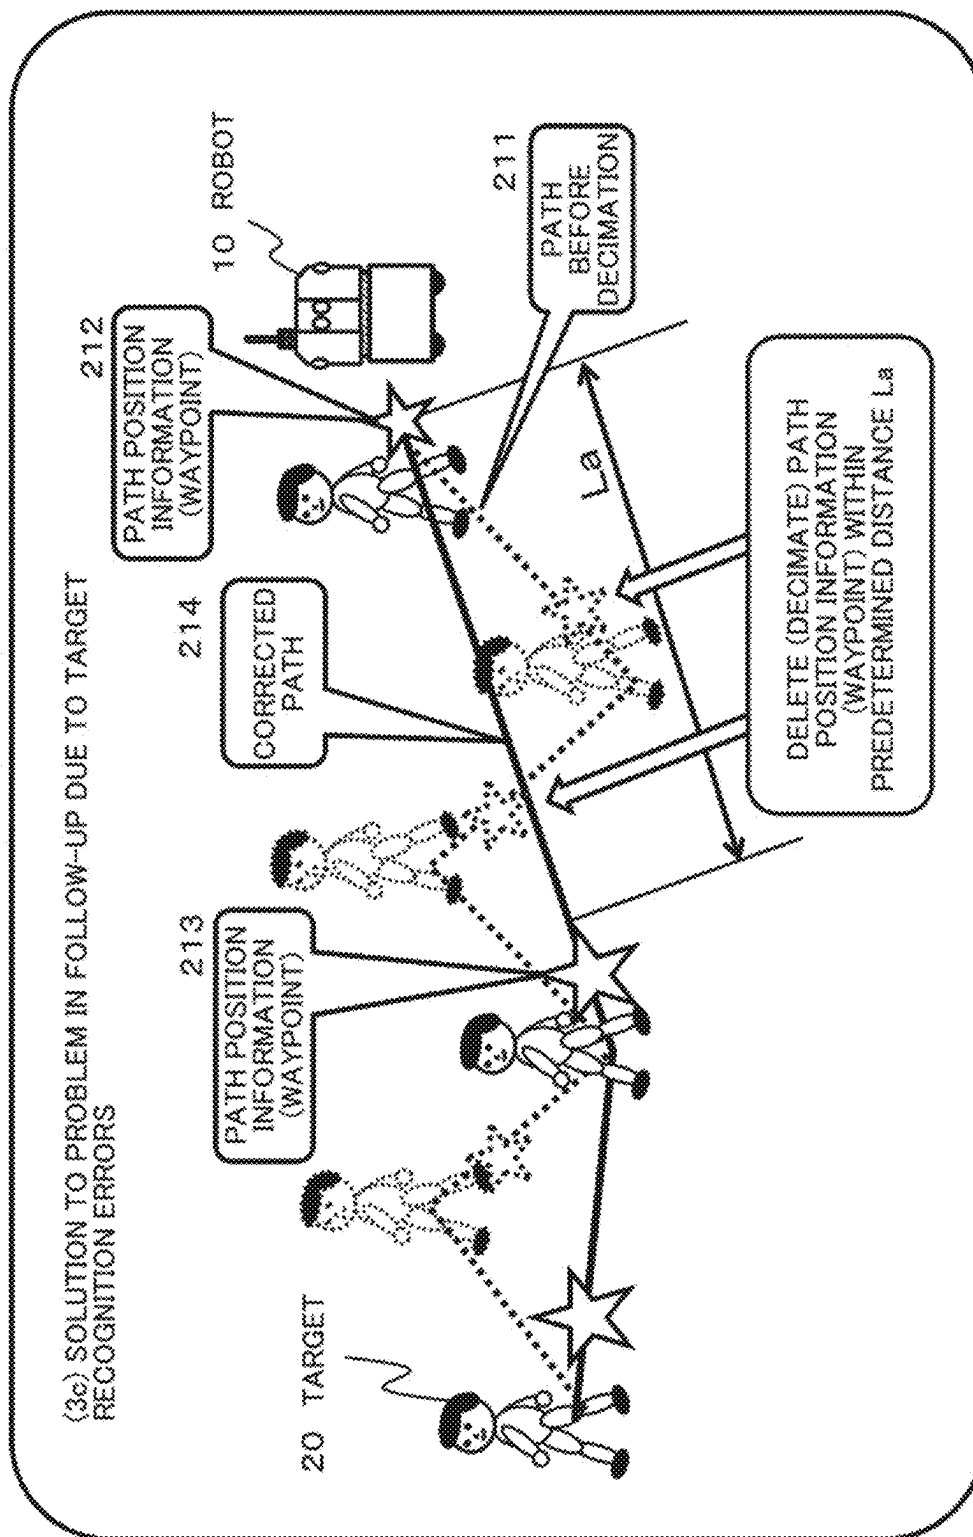 (3c) SOLUTION TO PROBLEM IN FOLLOW-UP DUE TO TARGET
RECOGNITION ERRORS
20 TARGET
213
PATH POSITION
INFORMATION
(WAYPOINT)
214
CORRECTED
PATH
212
PATH POSITION
INFORMATION
(WAYPOINT)
10 ROBOT
211
PATH
BEFORE
DECIMATION
La
DELETE (DECIMATE) PATH
POSITION INFORMATION
(WAYPOINT) WITHIN
PREDETERMINED DISTANCE La